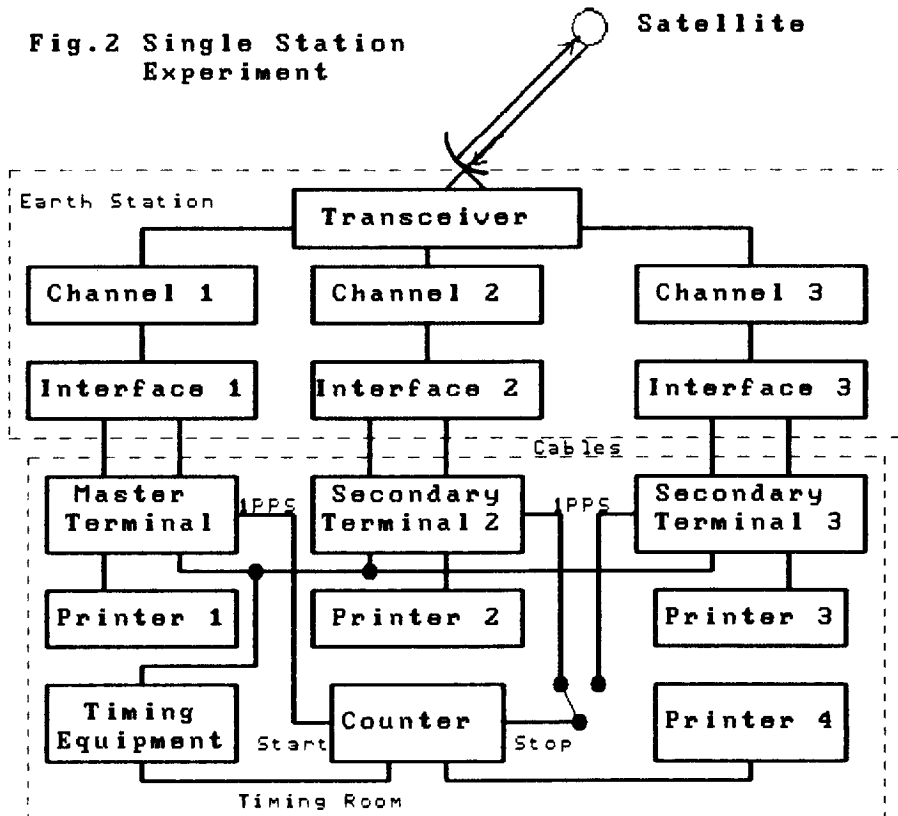 Fig.2 Single Station
Experiment
Satellite
Earth Station
Transceiver
Channel 1
Channel 2
Channel 3
Interface 1
Interface 2
Interface 3
Cables
Master
Terminal
1PPS
Secondary
Terminal 2
1PPS
Secondary
Terminal 3
Printer 1
Printer 2
Printer 3
Timing
Equipment
Start
Counter
Stop
Printer 4
Timing Room